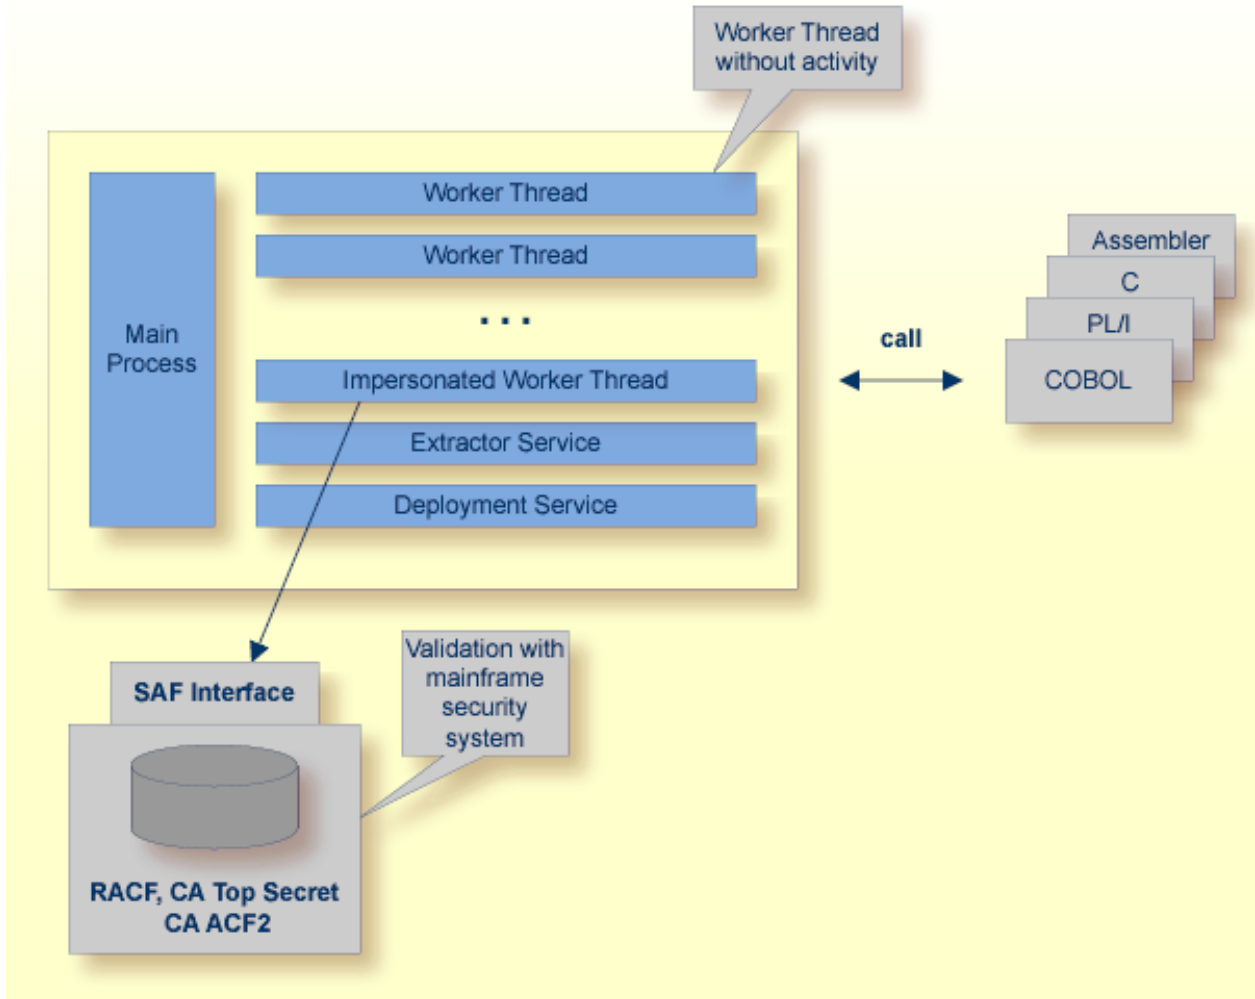 Worker Thread
without activity
Worker Thread
Worker Thread
...
Main
Process
Impersonated Worker Thread
Extractor Service
Deployment Service
call
Assembler
C
PL/I
COBOL
SAF Interface
Validation with
mainframe
security
system
RACF, CA Top Secret
CA ACF2